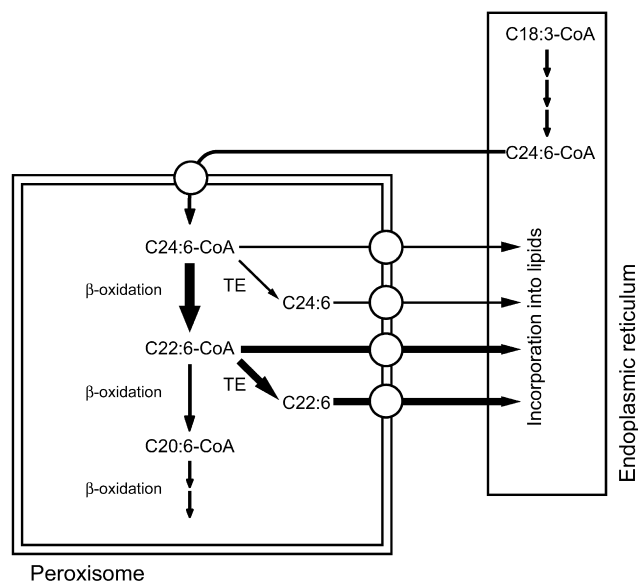 C18:3-CoA
C24:6-CoA
C24:6-CoA
β-oxidation
TE
C24:6
C22:6-CoA
β-oxidation
TE
C22:6
C20:6-CoA
β-oxidation
Peroxisome
Incorporation into lipids
Endoplasmic reticulum